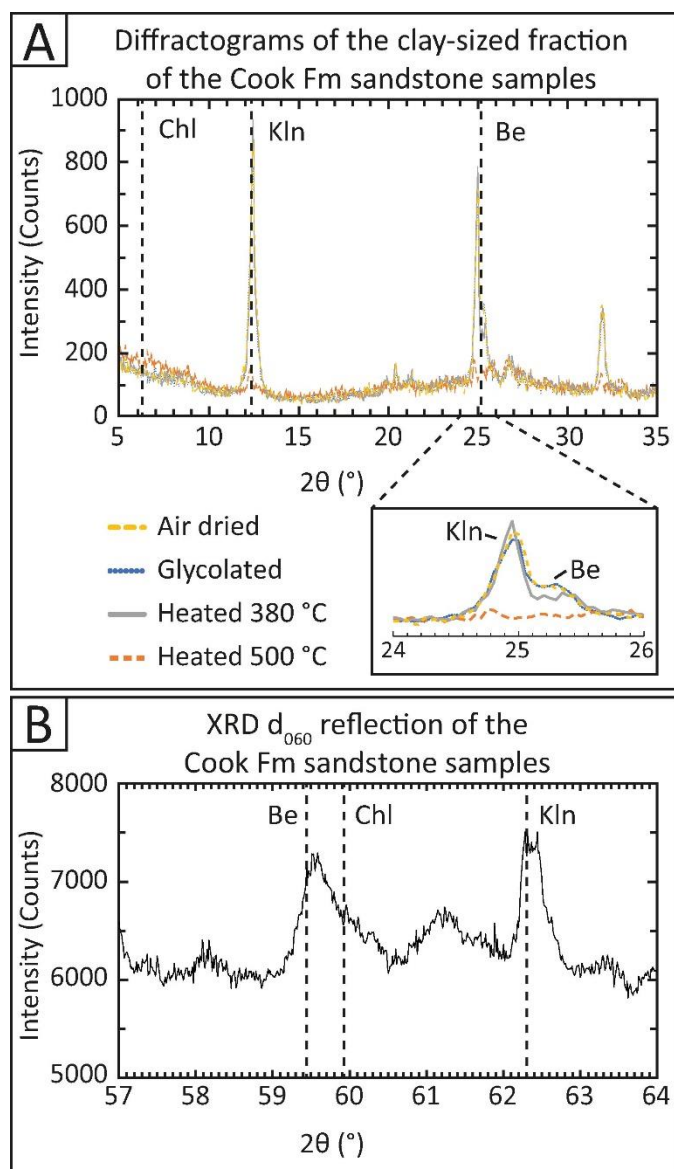 A
Diffractograms of the clay-sized fraction
of the Cook Fm sandstone samples
1000
800
600
400
200
0
Intensity (Counts)
Chl
Kln
Be
5 10 15 20 25 30 35
2θ (°)
Air dried
Glycolated
Heated 380 °C
Heated 500 °C
Kln
Be
24 25 26
B
XRD d060 reflection of the
Cook Fm sandstone samples
8000
7000
6000
5000
Intensity (Counts)
Be
Chl
Kln
57 58 59 60 61 62 63 64
2θ (°)